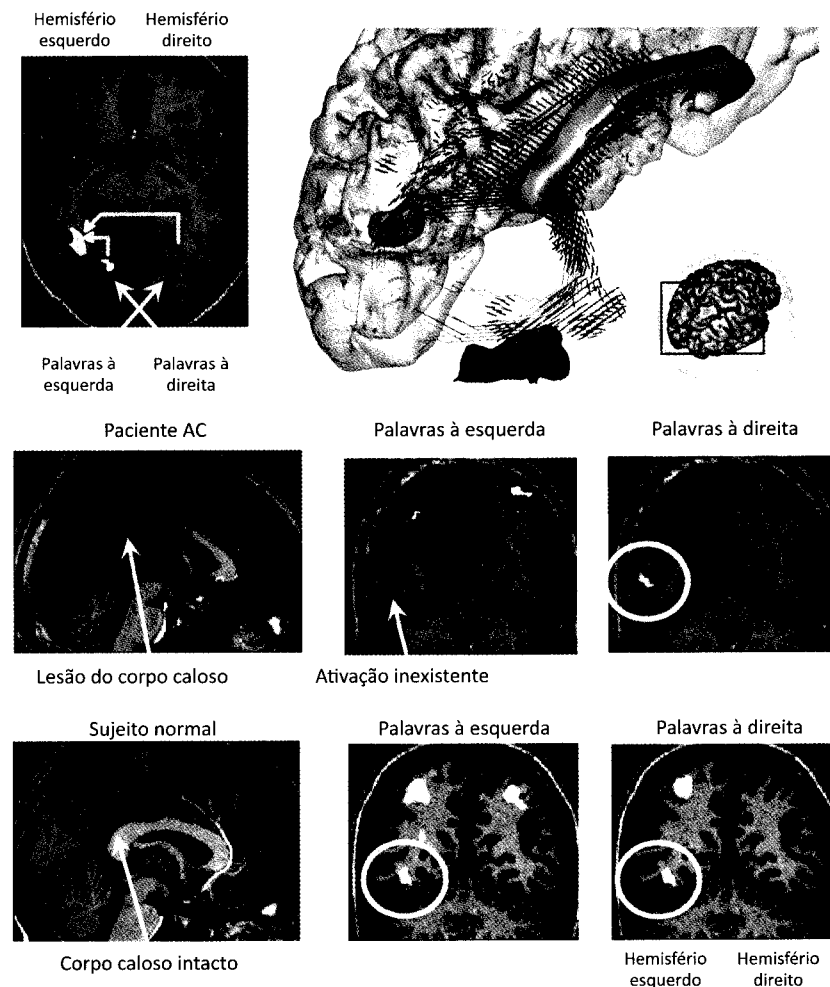 Hemisfério Hemisfério
esquerdo direito
Palavras à Palavras à
esquerda direita
Paciente AC Palavras à esquerda Palavras à direita
Lesão do corpo caloso Ativação inexistente
Sujeito normal Palavras à esquerda Palavras à direita
Corpo caloso intacto Hemisfério Hemisfério
esquerdo direito